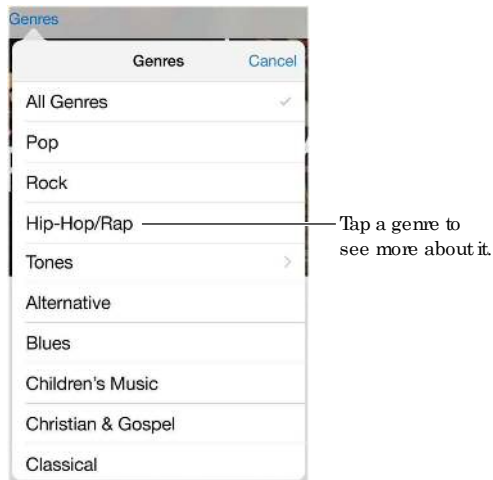 Genres
Genres Cancel
All Genres
Pop
Rock
Hip-Hop/Rap
Tap a genre to
see more about it.
Tones
Alternative
Blues
Children's Music
Christian & Gospel
Classical